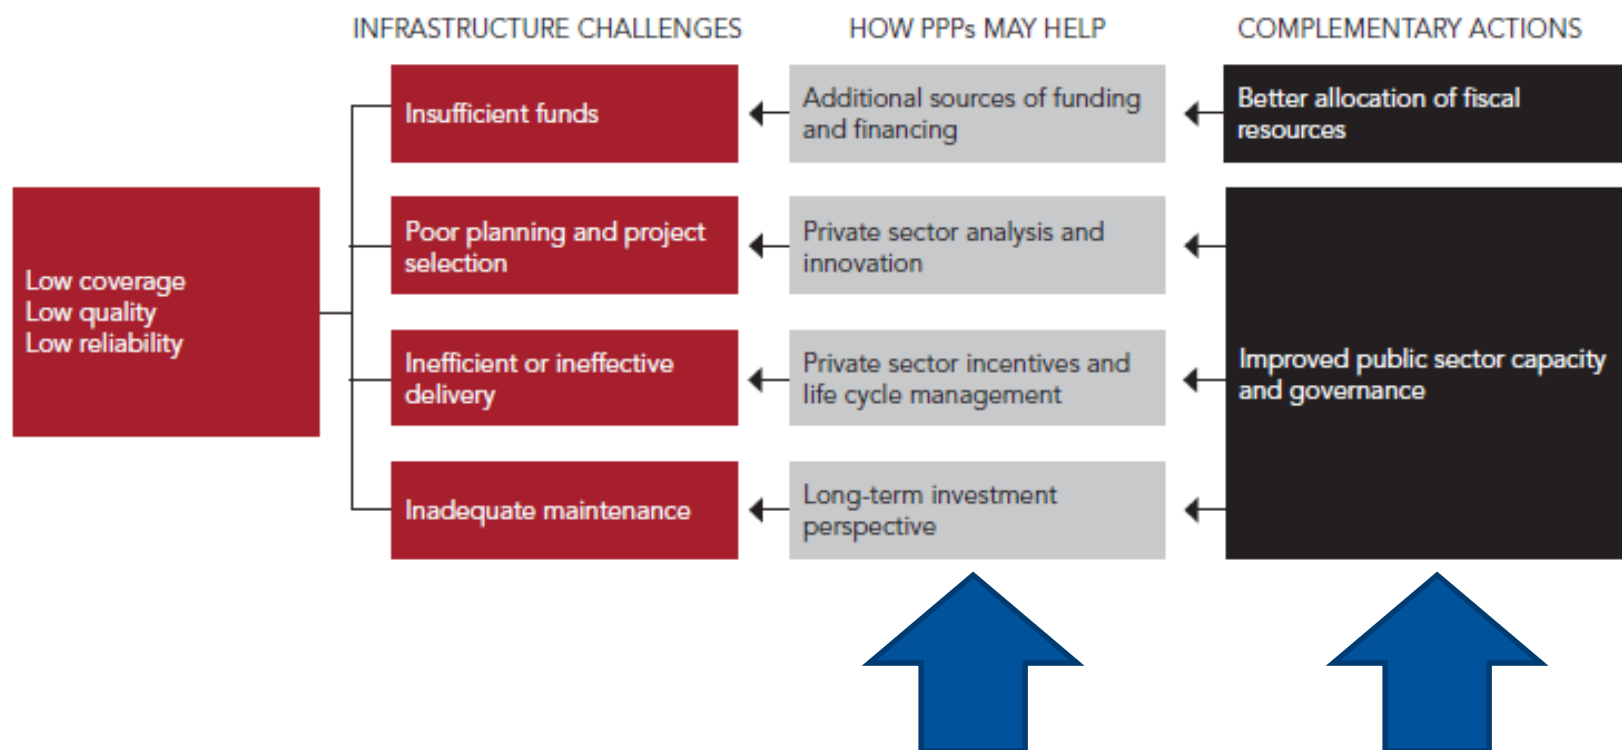 INFRASTRUCTURE CHALLENGES
HOW PPPs MAY HELP
COMPLEMENTARY ACTIONS
Low coverage
Low quality
Low reliability
Insufficient funds
Additional sources of funding
and financing
Better allocation of fiscal
resources
Poor planning and project
selection
Private sector analysis and
innovation
Inefficient or ineffective
delivery
Private sector incentives and
life cycle management
Improved public sector capacity
and governance
Inadequate maintenance
Long-term investment
perspective